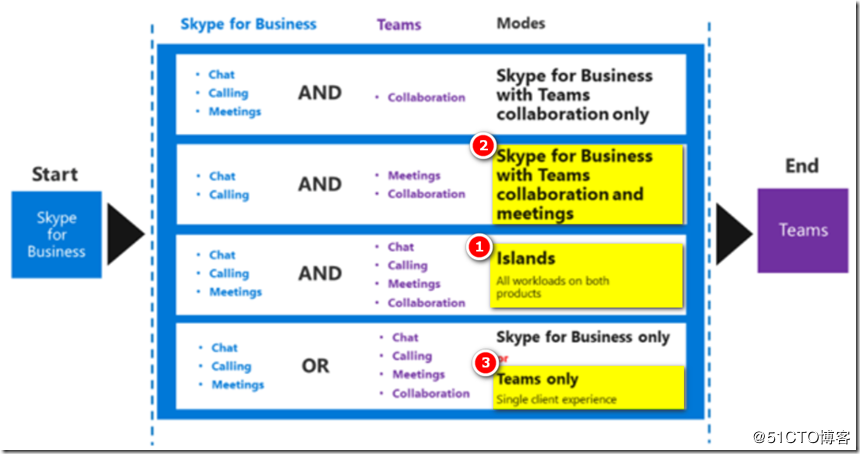 Skype for Business
Teams
Modes
• Chat
• Calling
• Meetings
AND
• Collaboration
Skype for Business
with Teams
collaboration only
2
• Chat
• Calling
AND
• Meetings
• Collaboration
Skype for Business
with Teams
collaboration and
meetings
Start
Skype
for
Business
1
• Chat
• Calling
• Meetings
AND
• Chat
• Calling
• Meetings
• Collaboration
Islands
All workloads on both
products
End
Teams
• Chat
• Calling
• Meetings
OR
• Chat
• Calling
• Meetings
• Collaboration
Skype for Business only
or
3
Teams only
Single client experience
@51CTO博客